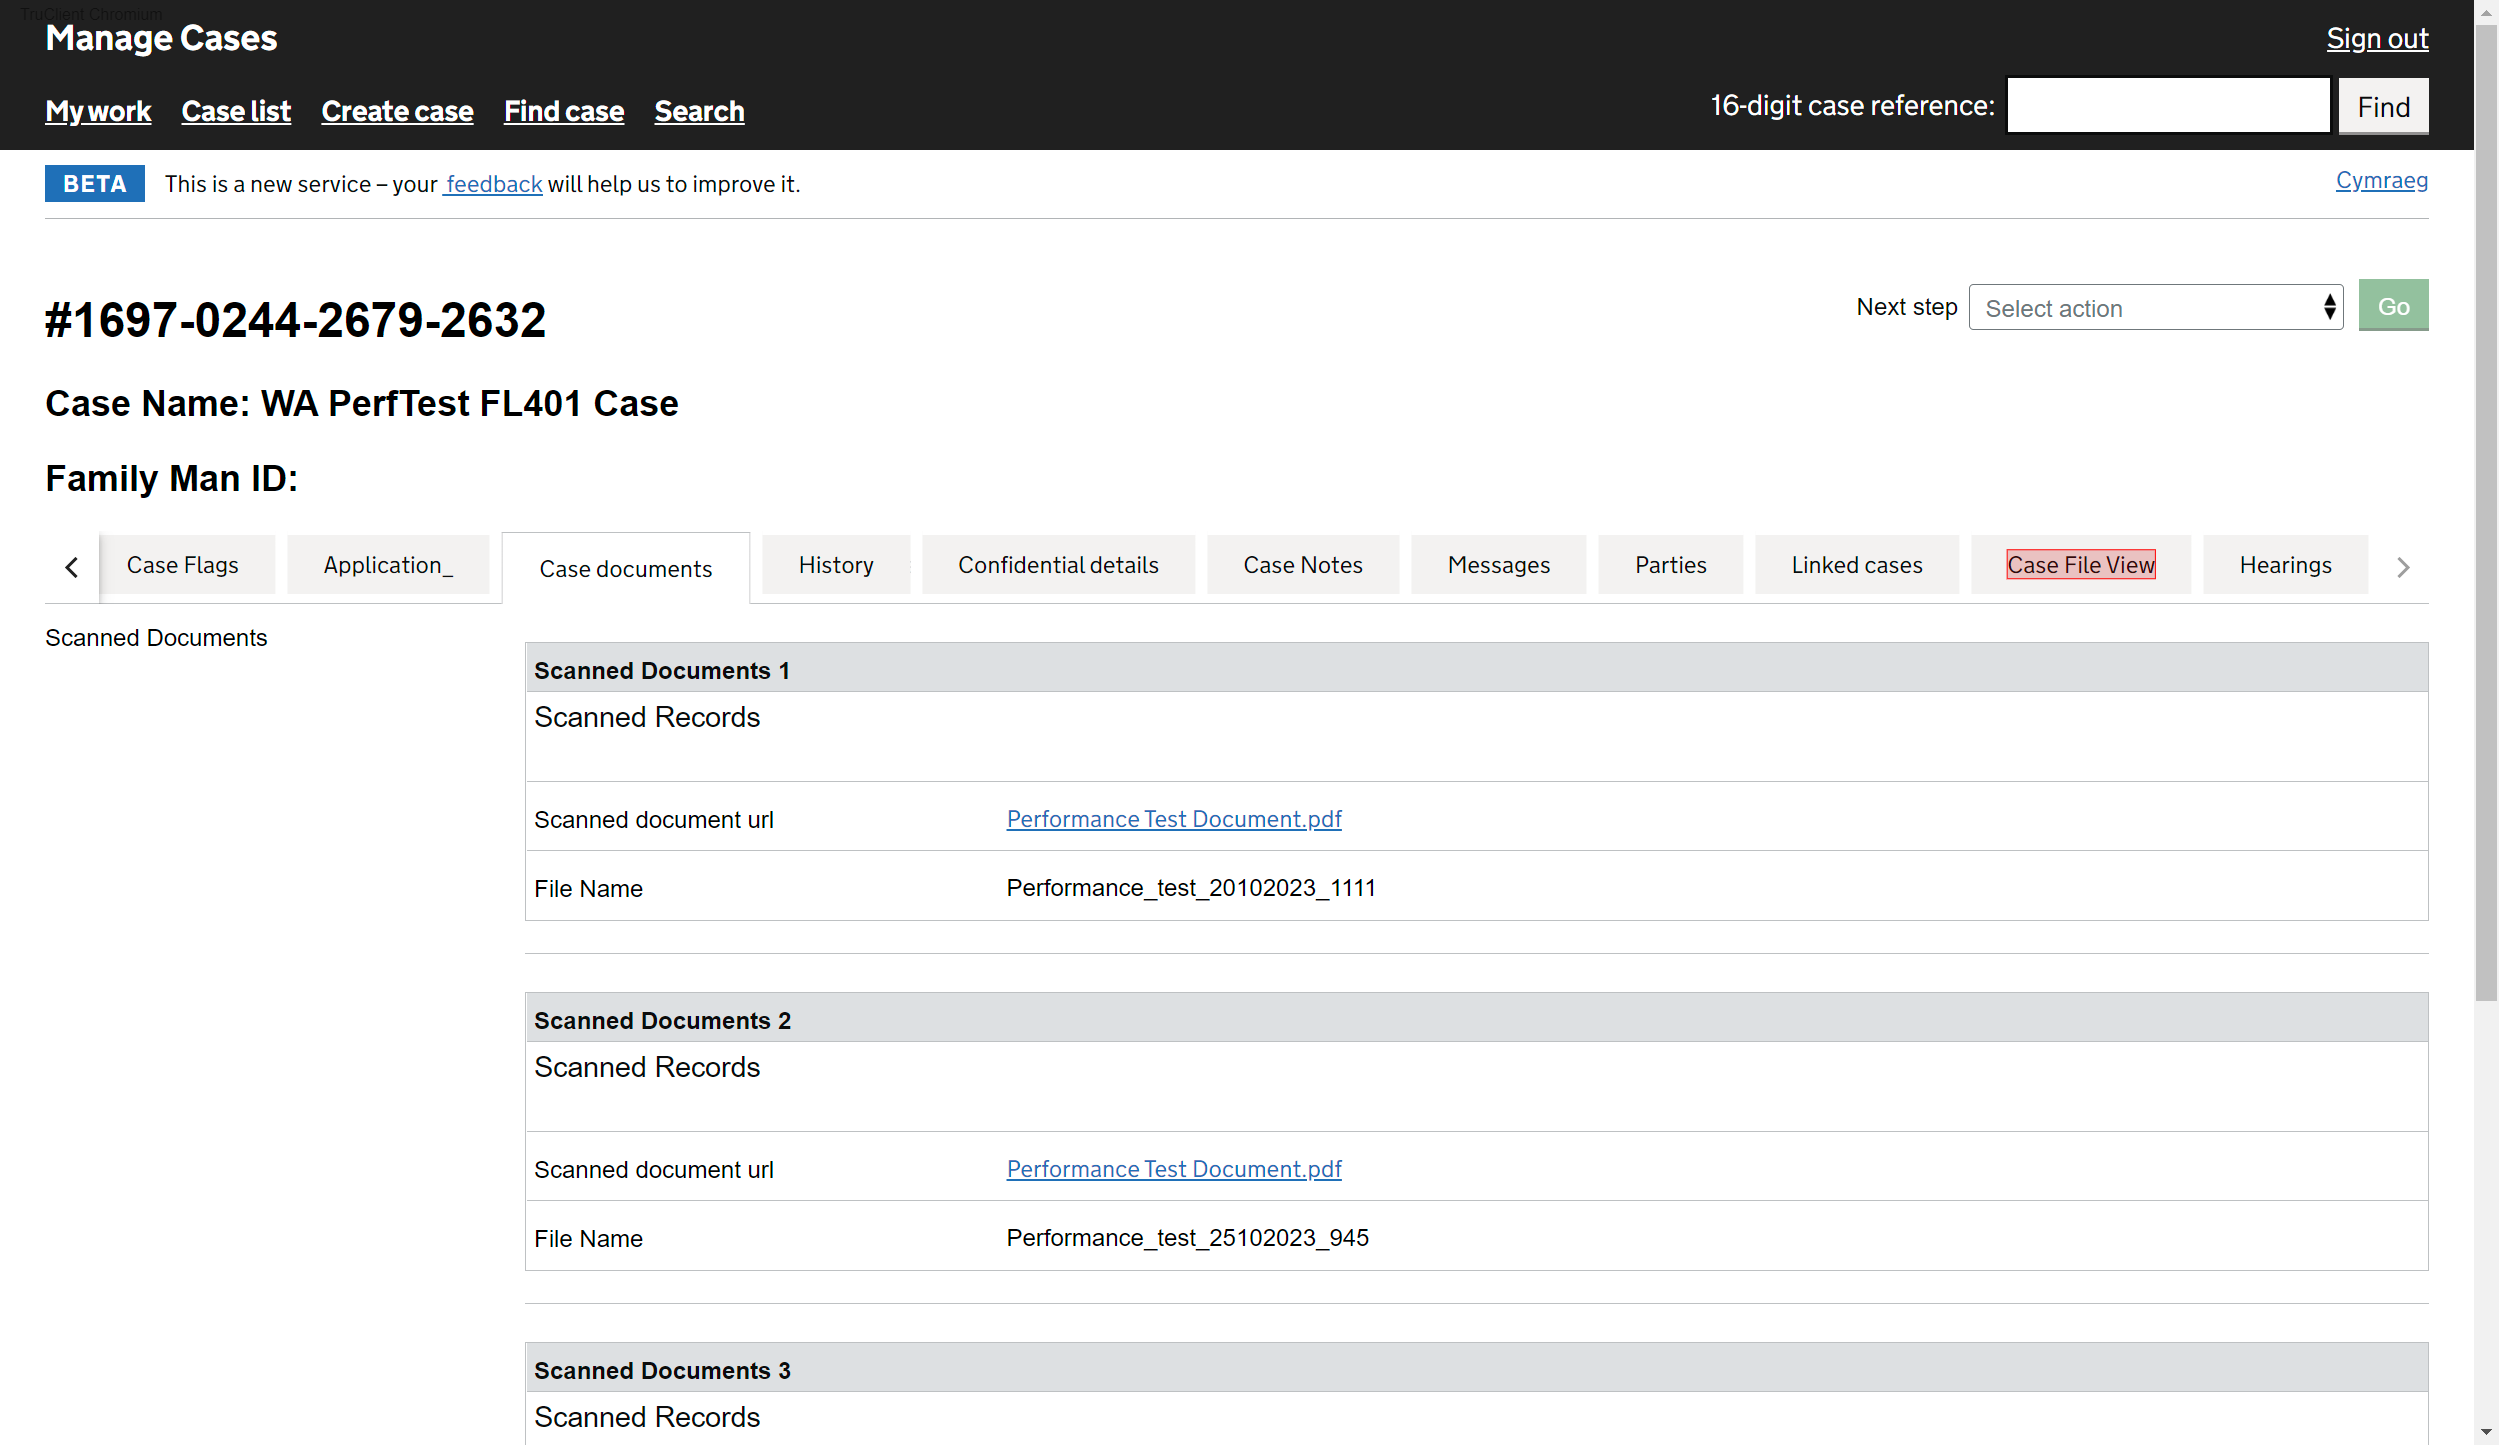 TruClient Chromium
Manage Cases
Sign out
My work Case list Create case Find case Search
16-digit case reference: Find
BETA This is a new service – your feedback will help us to improve it.
Cymraeg
#1697-0244-2679-2632
Next step Select action Go
Case Name: WA PerfTest FL401 Case
Family Man ID:
Case Flags Application_ Case documents History Confidential details Case Notes Messages Parties Linked cases Case File View Hearings
Scanned Documents
Scanned Documents 1
Scanned Records
Scanned document url Performance Test Document.pdf
File Name Performance_test_20102023_1111
Scanned Documents 2
Scanned Records
Scanned document url Performance Test Document.pdf
File Name Performance_test_25102023_945
Scanned Documents 3
Scanned Records